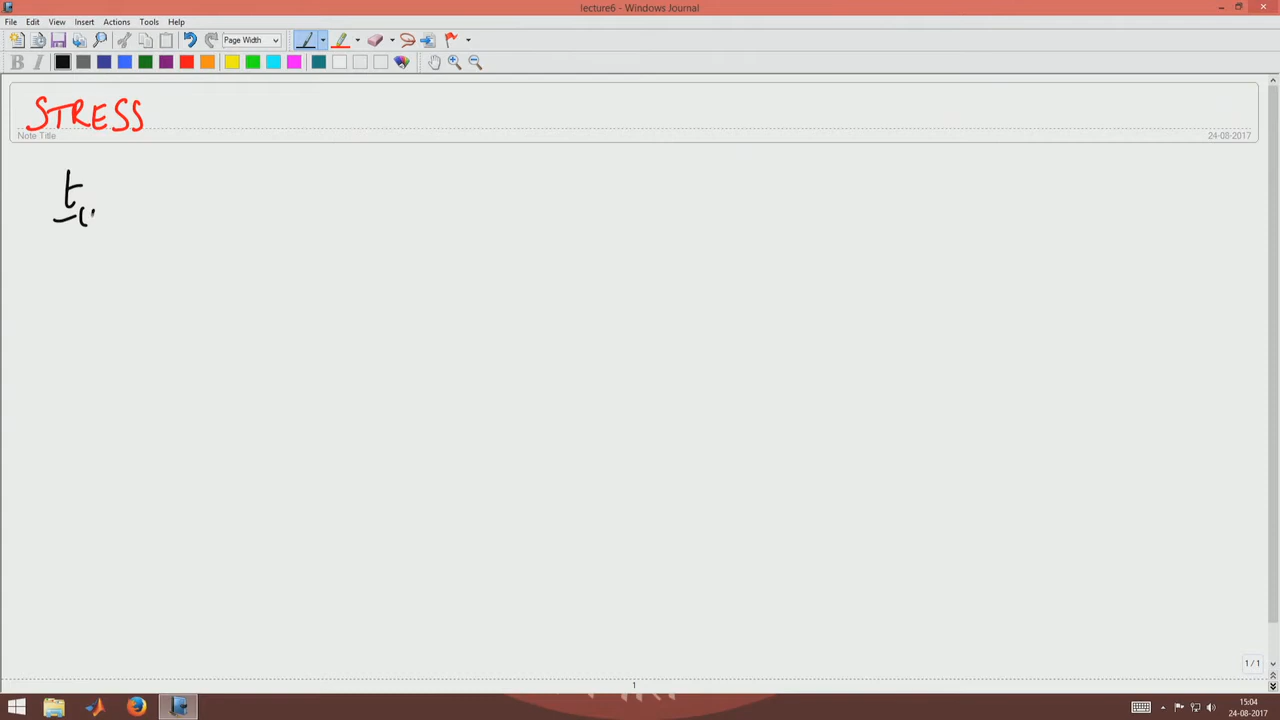 lecture6 - Windows Journal
File Edit View Insert Actions Tools Help
Page Width
B I
STRESS
Note Title
24-08-2017
t
1 / 1
1
15:04
24-08-2017